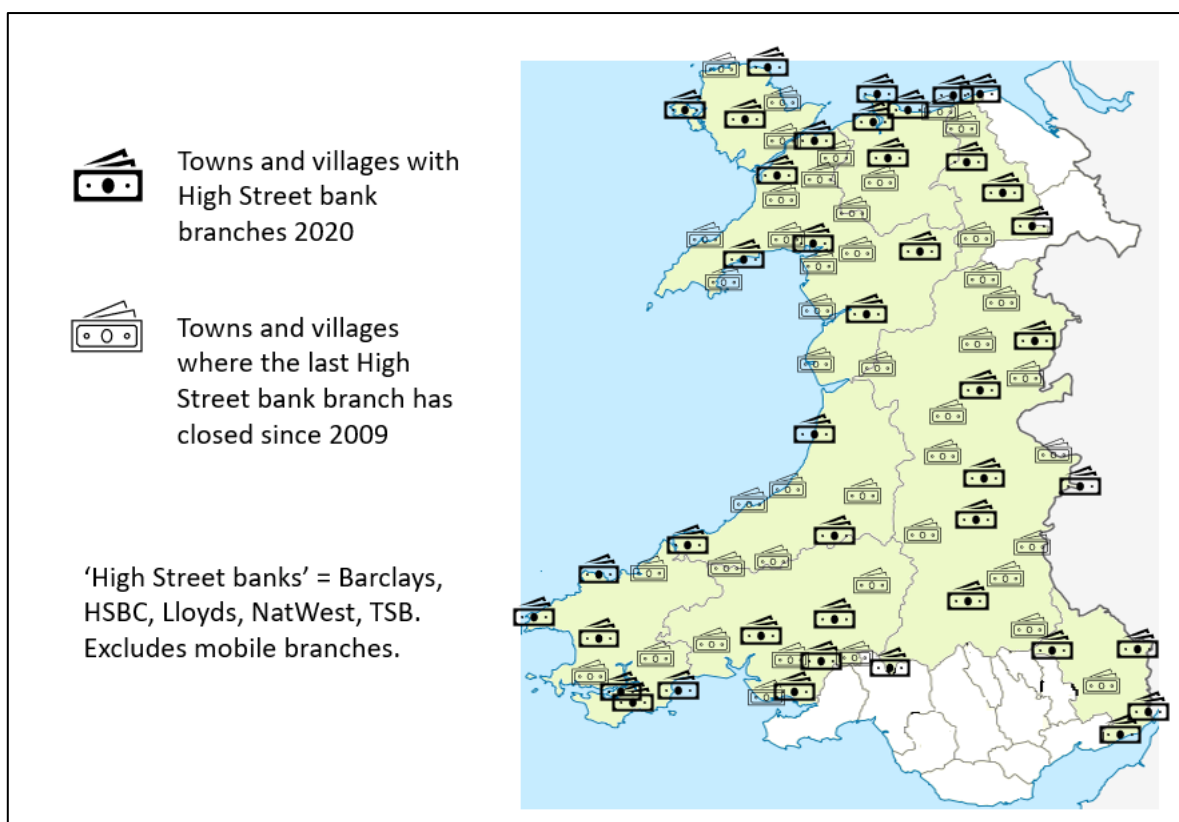 Towns and villages with
High Street bank
branches 2020
Towns and villages
where the last High
Street bank branch has
closed since 2009
‘High Street banks’ = Barclays,
HSBC, Lloyds, NatWest, TSB.
Excludes mobile branches.